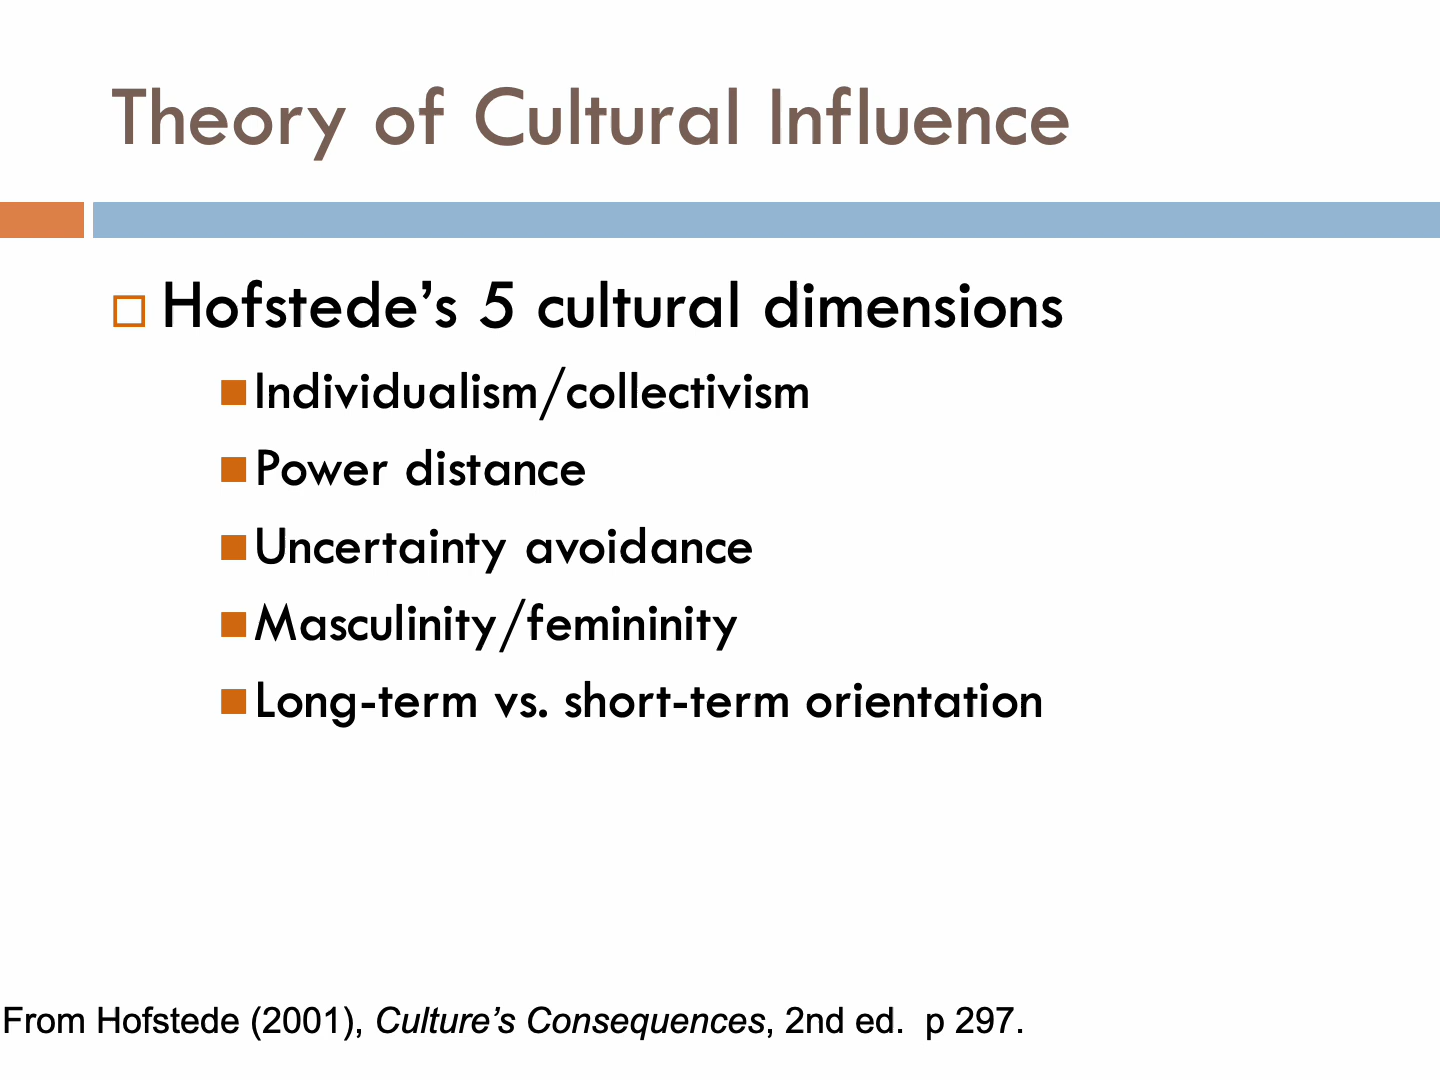 Theory of Cultural Influence
Hofstede’s 5 cultural dimensions
Individualism/collectivism
Power distance
Uncertainty avoidance
Masculinity/femininity
Long-term vs. short-term orientation
From Hofstede (2001), Culture’s Consequences, 2nd ed.  p 297.